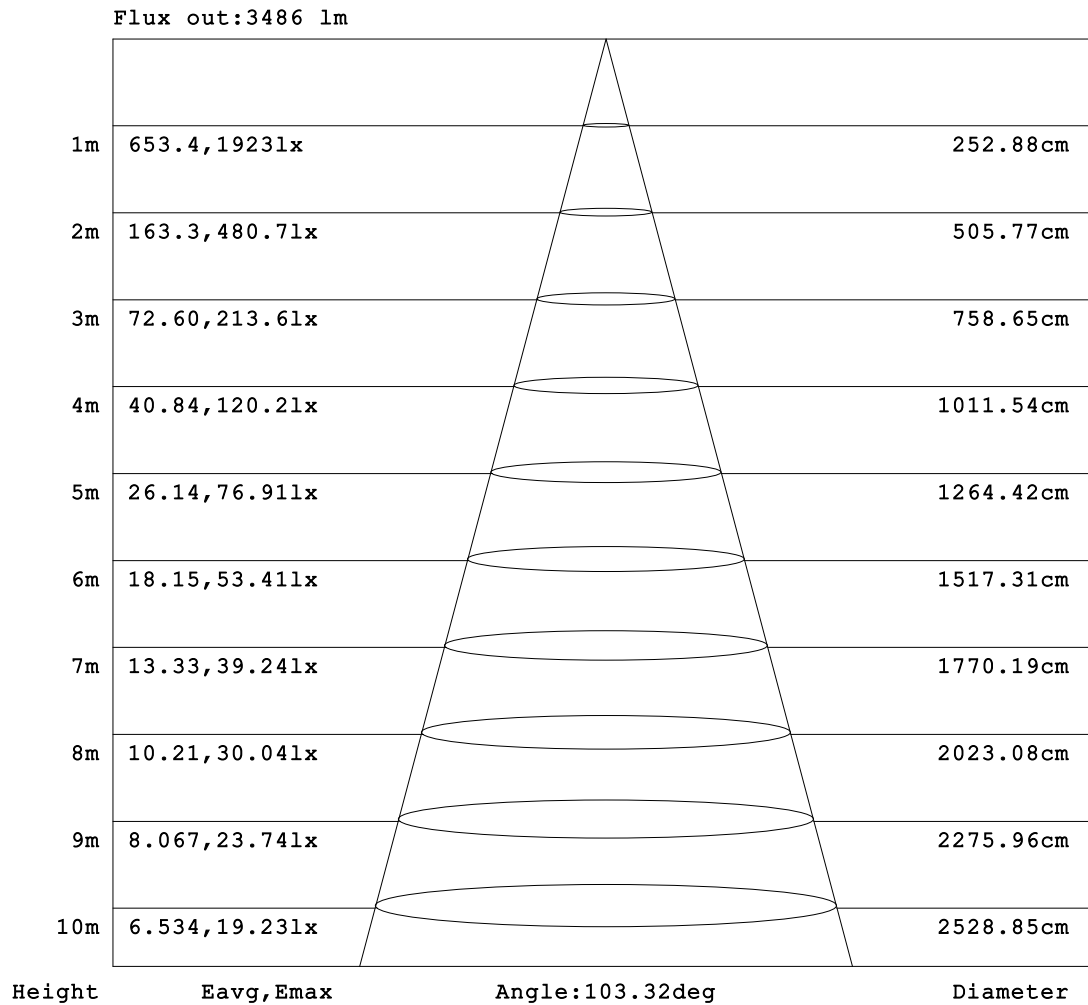 Flux out:3486 lm
1m 653.4,1923lx 252.88cm
2m 163.3,480.7lx 505.77cm
3m 72.60,213.6lx 758.65cm
4m 40.84,120.2lx 1011.54cm
5m 26.14,76.91lx 1264.42cm
6m 18.15,53.41lx 1517.31cm
7m 13.33,39.24lx 1770.19cm
8m 10.21,30.04lx 2023.08cm
9m 8.067,23.74lx 2275.96cm
10m 6.534,19.23lx 2528.85cm
Height Eavg,Emax Angle:103.32deg Diameter